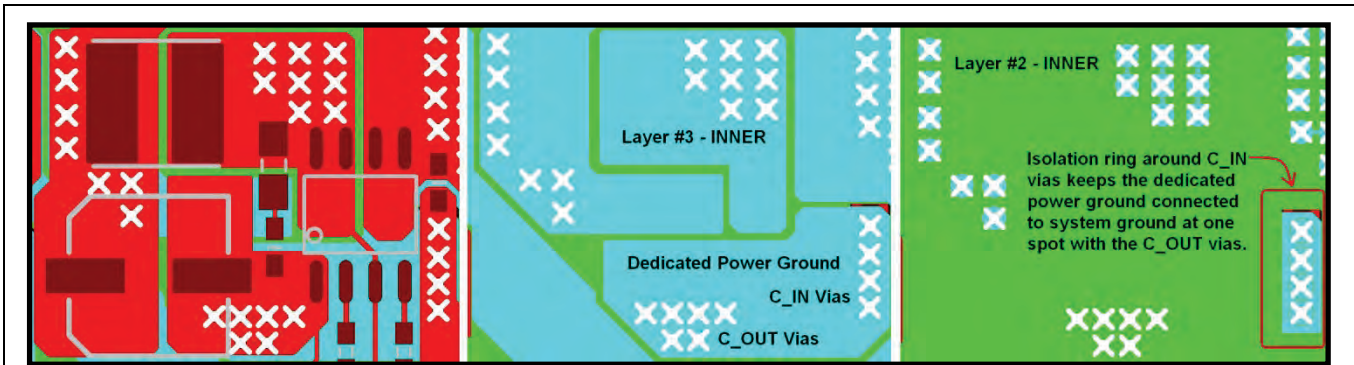 Layer #3 - INNER
Dedicated Power Ground
C_IN Vias
C_OUT Vias
Layer #2 - INNER
Isolation ring around C_IN
vias keeps the dedicated
power ground connected
to system ground at one
spot with the C_OUT vias.